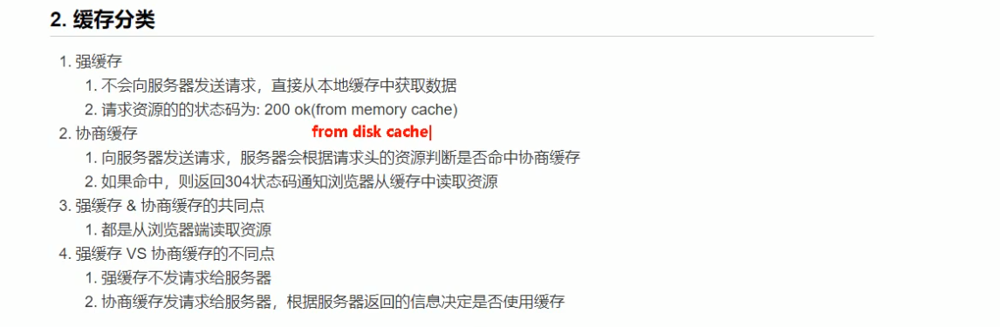 2. 缓存分类
1. 强缓存
1. 不会向服务器发送请求，直接从本地缓存中获取数据
2. 请求资源的的状态码为: 200 ok(from memory cache)
from disk cache
2. 协商缓存
1. 向服务器发送请求，服务器会根据请求头的资源判断是否命中协商缓存
2. 如果命中，则返回304状态码通知浏览器从缓存中读取资源
3. 强缓存 & 协商缓存的共同点
1. 都是从浏览器端读取资源
4. 强缓存 VS 协商缓存的不同点
1. 强缓存不发请求给服务器
2. 协商缓存发请求给服务器，根据服务器返回的信息决定是否使用缓存